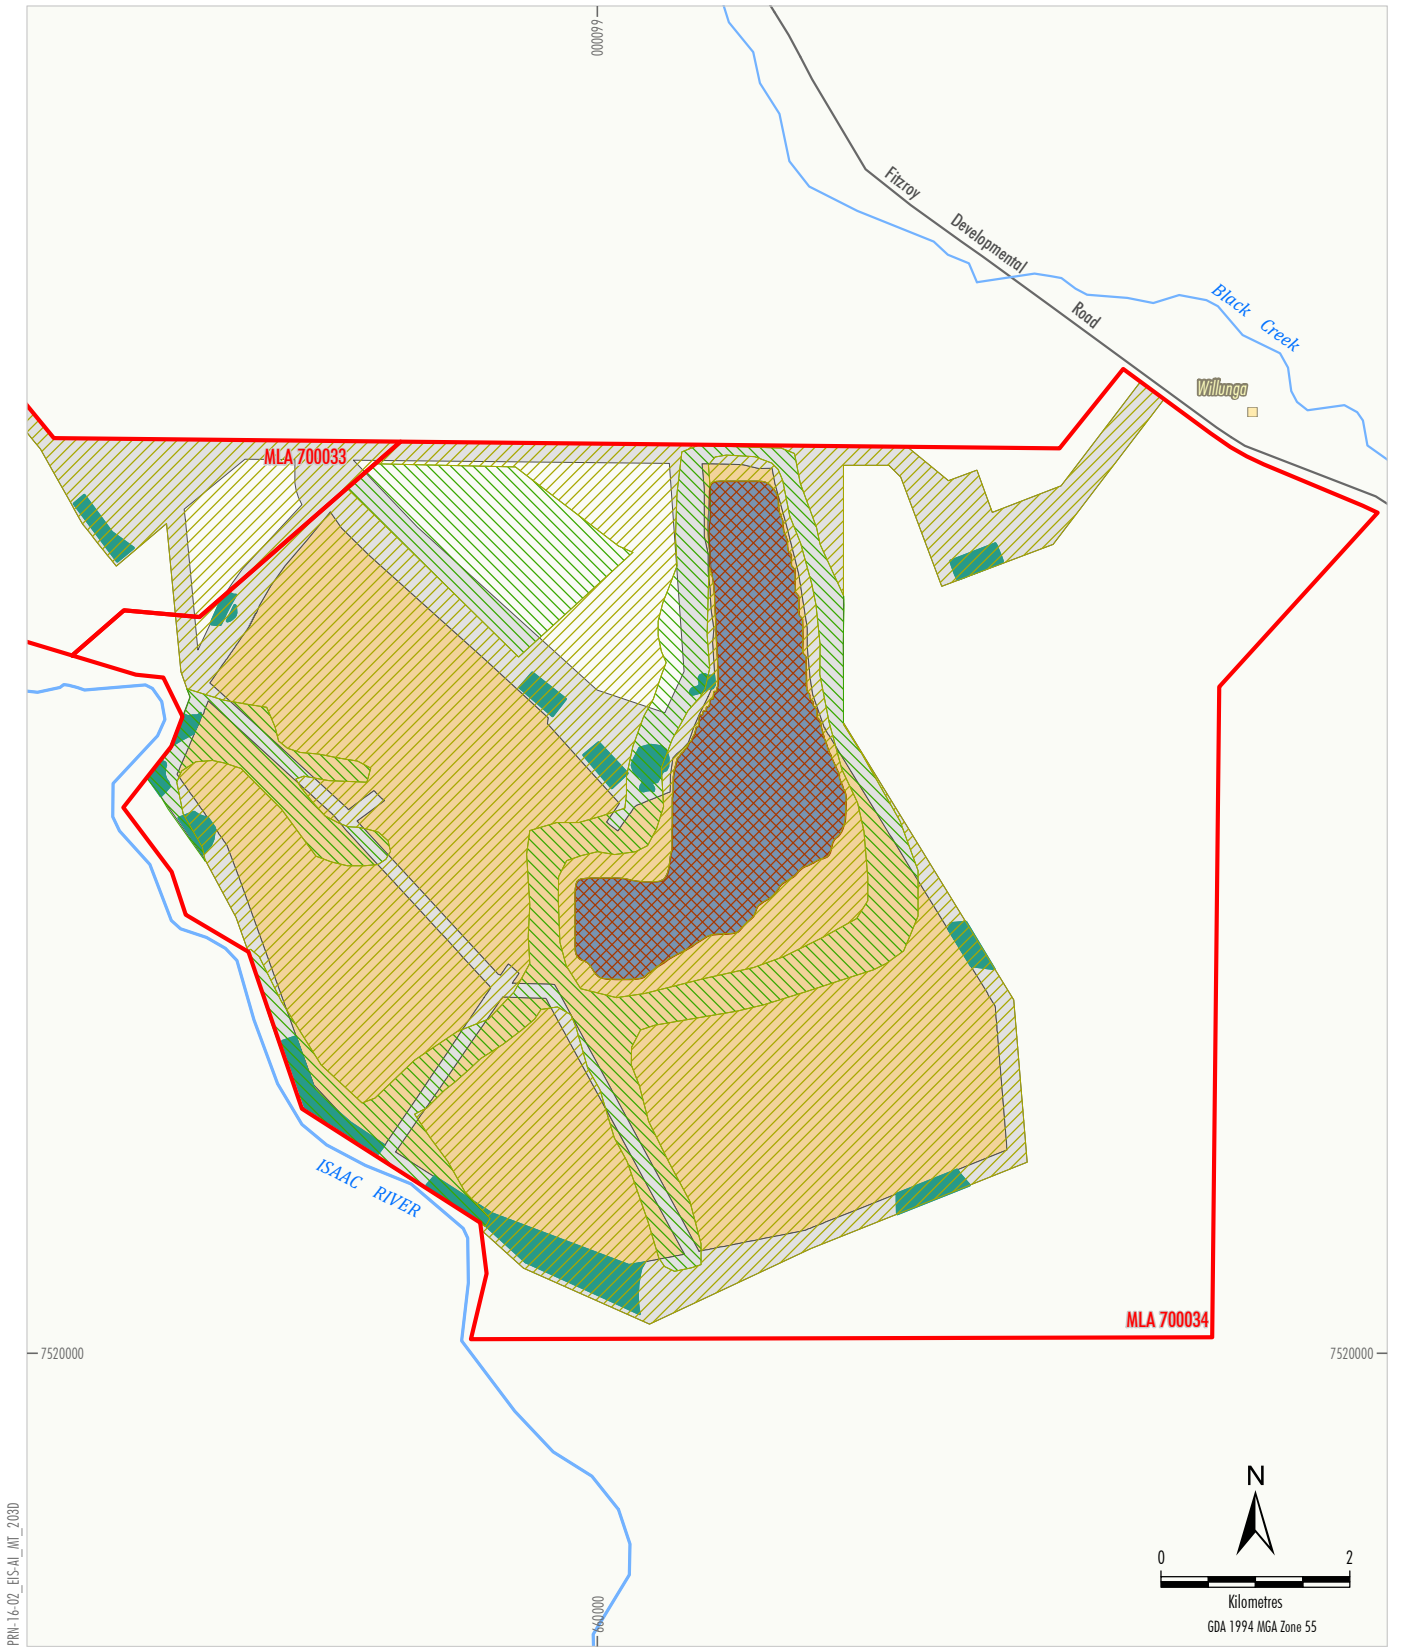 660000
Fitzroy Developmental Road
Black Creek
Willunga
MLA 700033
ISAAC RIVER
MLA 700034
7520000
7520000
N
0 2
Kilometres
GDA 1994 MGA Zone 55
660000
PRN-16-02_EIS-AI_MT_203D